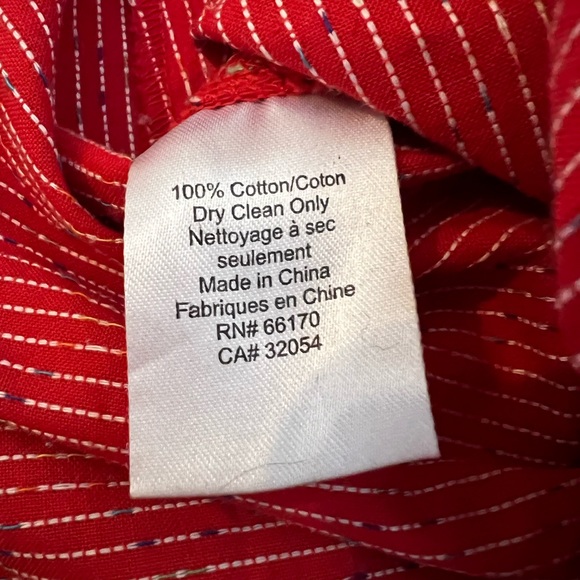 100% Cotton/Coton
Dry Clean Only
Nettoyage à sec
seulement
Made in China
Fabriques en Chine
RN# 66170
CA# 32054